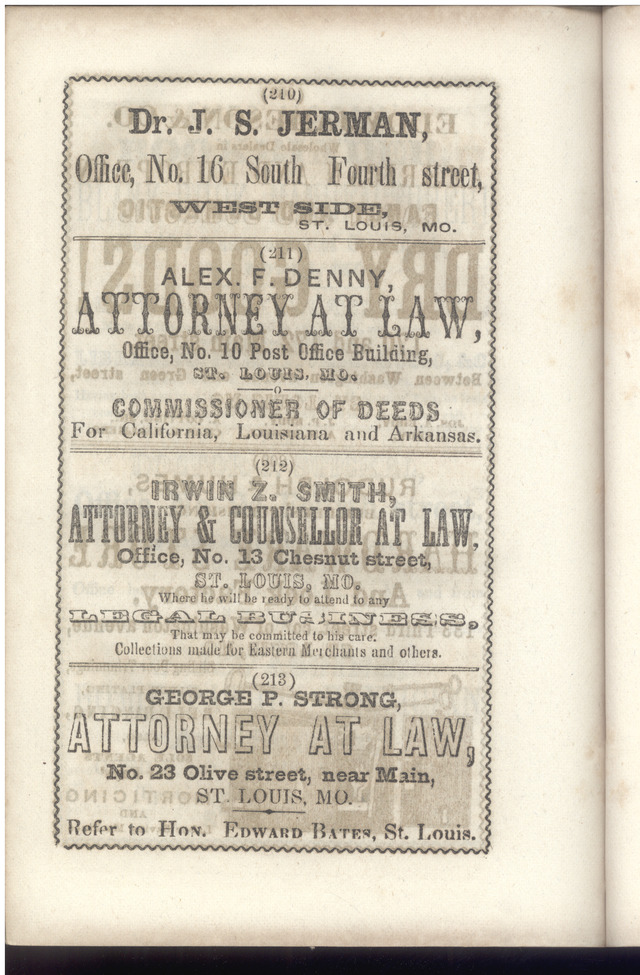 (210)
Dr. J. S. JERMAN,
Office, No. 16 South Fourth street,
WEST SIDE,
ST. LOUIS, MO.
(211)
ALEX. F. DENNY,
ATTORNEY AT LAW,
Office, No. 10 Post Office Building,
ST. LOUIS, MO.
COMMISSIONER OF DEEDS
For California, Louisiana and Arkansas.
(212)
IRWIN Z. SMITH,
ATTORNEY & COUNSELLOR AT LAW,
Office, No. 13 Chesnut street,
ST. LOUIS, MO.
Where he will be ready to attend to any
LEGAL BUSINESS,
That may be committed to his care.
Collections made for Eastern Merchants and others.
(213)
GEORGE P. STRONG,
ATTORNEY AT LAW,
No. 23 Olive street, near Main,
ST. LOUIS, MO.
Refer to HON. EDWARD BATES, St. Louis.